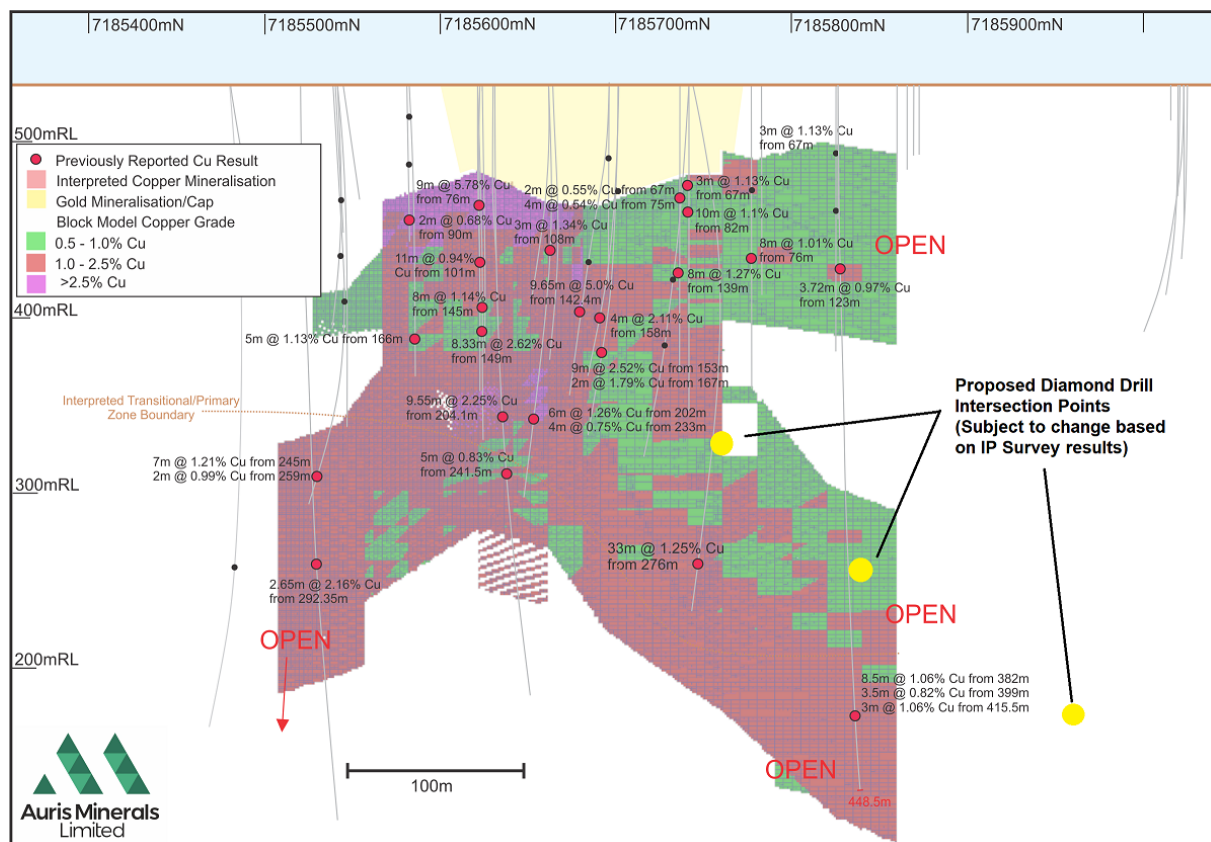 7185400mN
7185500mN
7185600mN
7185700mN
7185800mN
7185900mN
500mRL
400mRL
300mRL
200mRL
Previously Reported Cu Result
Interpreted Copper Mineralisation
Gold Mineralisation/Cap
Block Model Copper Grade
0.5 - 1.0% Cu
1.0 - 2.5% Cu
>2.5% Cu
3m @ 1.13% Cu
from 67m
9m @ 5.78% Cu
from 76m
2m @ 0.55% Cu from 67m
4m @ 0.54% Cu from 75m
3m @ 1.13% Cu
from 67m
2m @ 0.68% Cu
from 90m
3m @ 1.34% Cu
from 108m
10m @ 1.1% Cu
from 82m
OPEN
11m @ 0.94%
Cu from 101m
8m @ 1.01% Cu
from 76m
9.65m @ 5.0% Cu
from 142.4m
8m @ 1.27% Cu
from 139m
3.72m @ 0.97% Cu
from 123m
8m @ 1.14% Cu
from 145m
4m @ 2.11% Cu
from 158m
5m @ 1.13% Cu from 166m
8.33m @ 2.62% Cu
from 149m
9m @ 2.52% Cu from 153m
2m @ 1.79% Cu from 167m
Interpreted Transitional/Primary
Zone Boundary
9.55m @ 2.25% Cu
from 204.1m
6m @ 1.26% Cu from 202m
4m @ 0.75% Cu from 233m
Proposed Diamond Drill
Intersection Points
(Subject to change based
on IP Survey results)
7m @ 1.21% Cu from 245m
2m @ 0.99% Cu from 259m
5m @ 0.83% Cu
from 241.5m
33m @ 1.25% Cu
from 276m
2.65m @ 2.16% Cu
from 292.35m
OPEN
OPEN
8.5m @ 1.06% Cu from 382m
3.5m @ 0.82% Cu from 399m
3m @ 1.06% Cu from 415.5m
OPEN
448.5m
100m
Auris Minerals
Limited